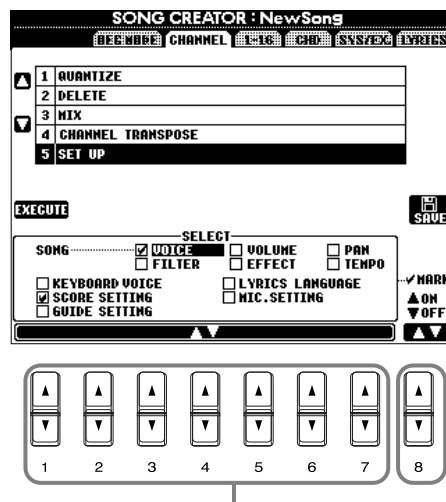 SONG CREATOR : NewSong
REC MODE CHANNEL 1-16 CHD SYS/EX. LYRICS
1 QUANTIZE
2 DELETE
3 MIX
4 CHANNEL TRANSPOSE
5 SET UP
EXECUTE
SAVE
SELECT
SONG VOICE VOLUME PAN
FILTER EFFECT TEMPO
KEYBOARD VOICE LYRICS LANGUAGE
SCORE SETTING MIC.SETTING
GUIDE SETTING
MARK
ON
OFF
1 2 3 4 5 6 7 8